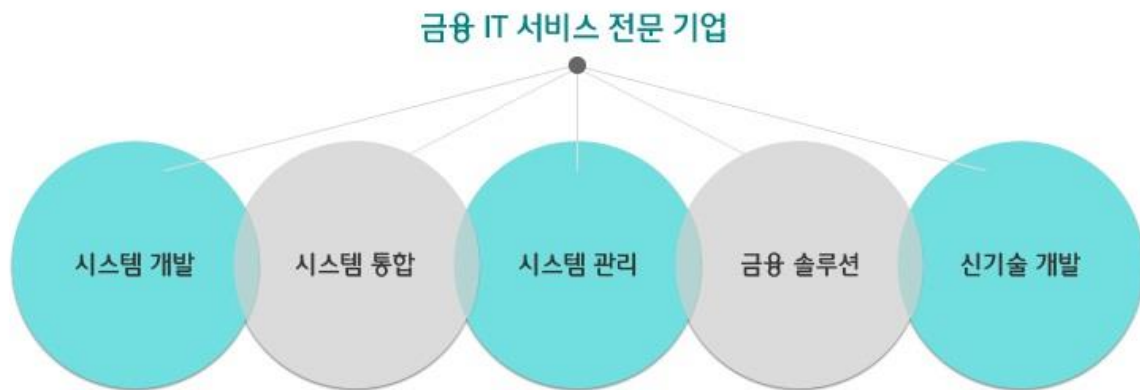 금융 IT 서비스 전문 기업
시스템 개발
시스템 통합
시스템 관리
금융 솔루션
신기술 개발